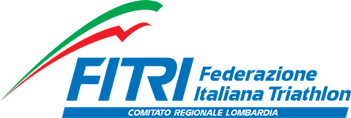 FITRI
Federazione
Italiana Triathlon
COMITATO REGIONALE LOMBARDIA